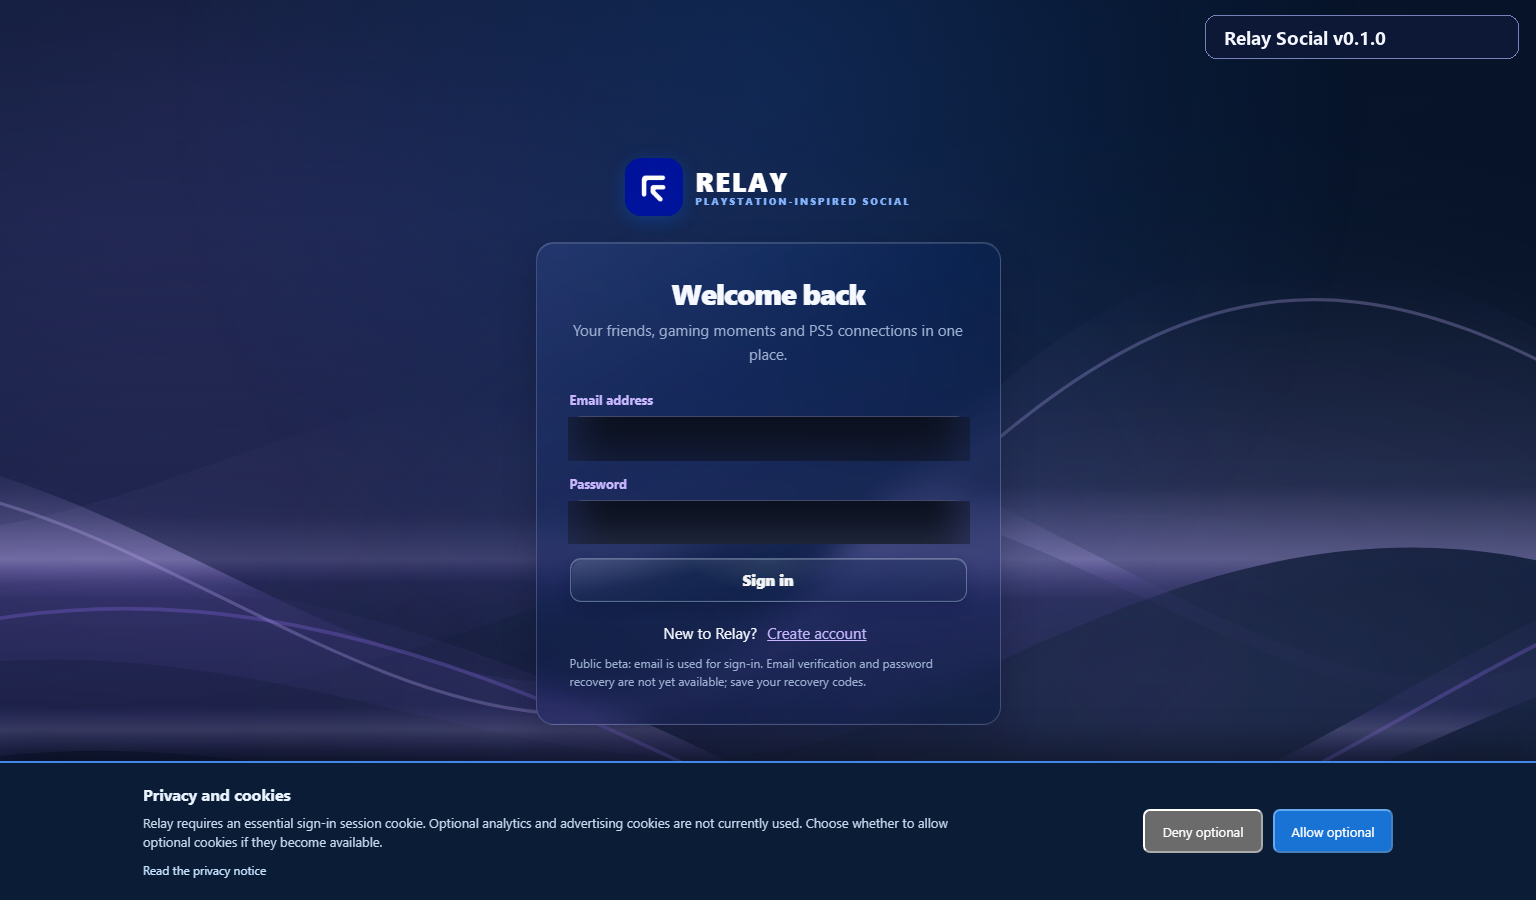 Relay Social v0.1.0
RELAY
PLAYSTATION-INSPIRED SOCIAL
Welcome back
Your friends, gaming moments and PS5 connections in one
place.
Email address
Password
Sign in
New to Relay? Create account
Public beta: email is used for sign-in. Email verification and password
recovery are not yet available; save your recovery codes.
Privacy and cookies
Relay requires an essential sign-in session cookie. Optional analytics and advertising cookies are not currently used. Choose whether to allow
optional cookies if they become available.
Read the privacy notice
Deny optional
Allow optional